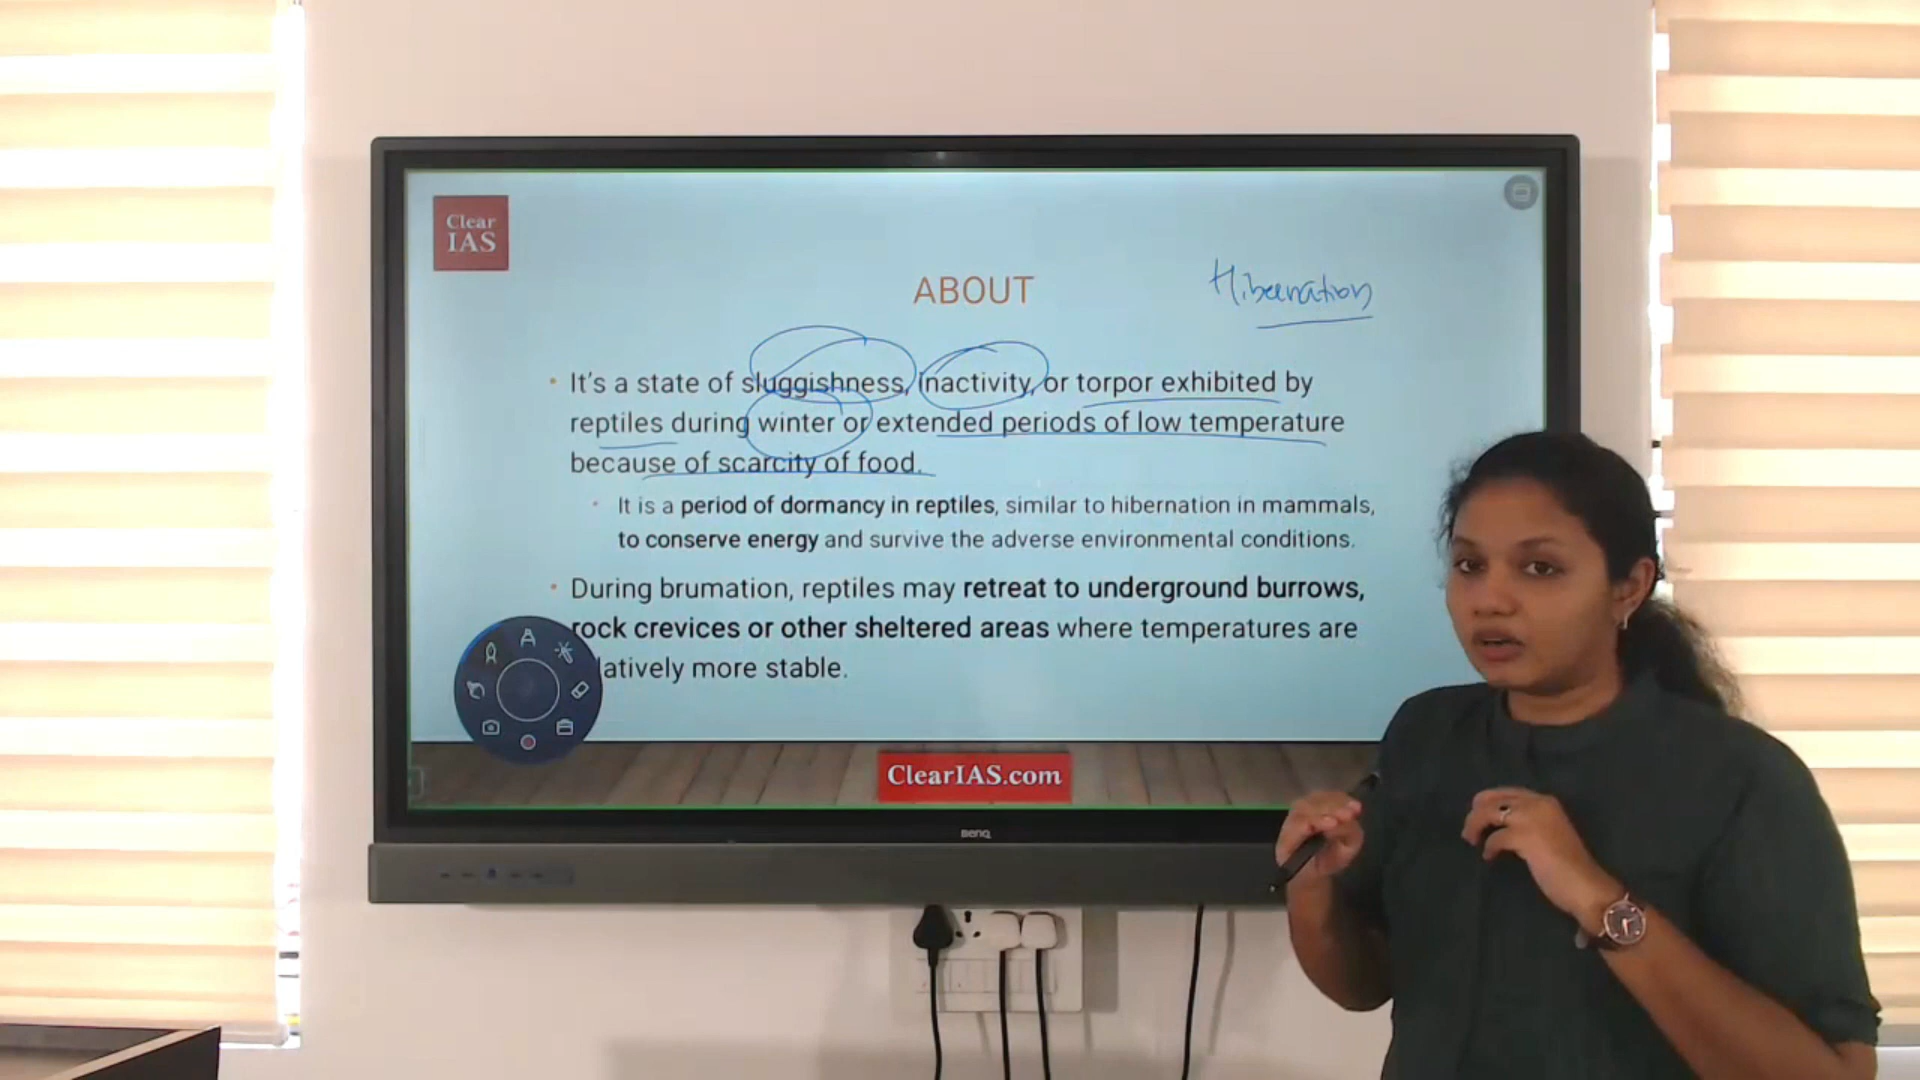 Clear
IAS
ABOUT
Hibernation
• It's a state of sluggishness, inactivity, or torpor exhibited by
reptiles during winter or extended periods of low temperature
because of scarcity of food.
• It is a period of dormancy in reptiles, similar to hibernation in mammals,
to conserve energy and survive the adverse environmental conditions.
• During brumation, reptiles may retreat to underground burrows,
rock crevices or other sheltered areas where temperatures are
latively more stable.
ClearIAS.com
BenQ